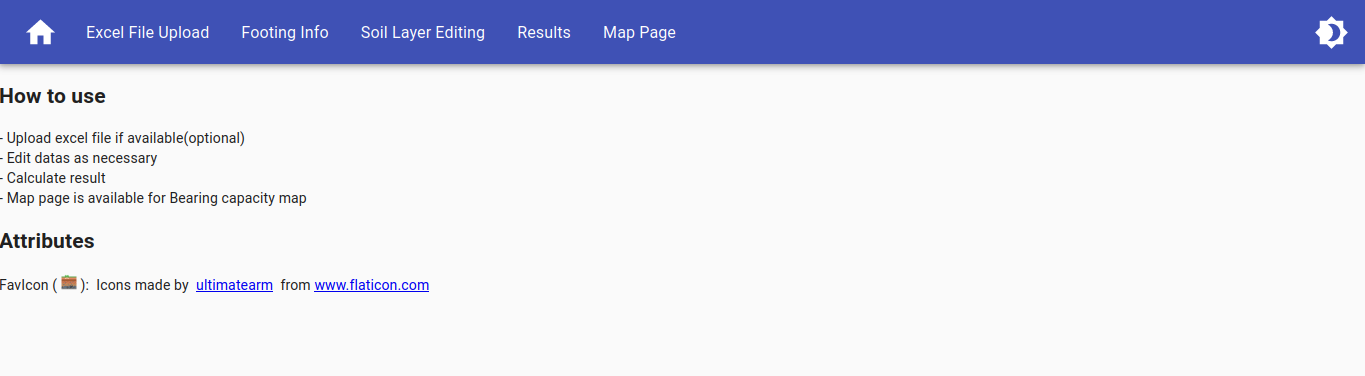 Excel File Upload Footing Info Soil Layer Editing Results Map Page
How to use
- Upload excel file if available(optional)
- Edit datas as necessary
- Calculate result
- Map page is available for Bearing capacity map
Attributes
FavIcon ( ): Icons made by ultimatearm from www.flaticon.com